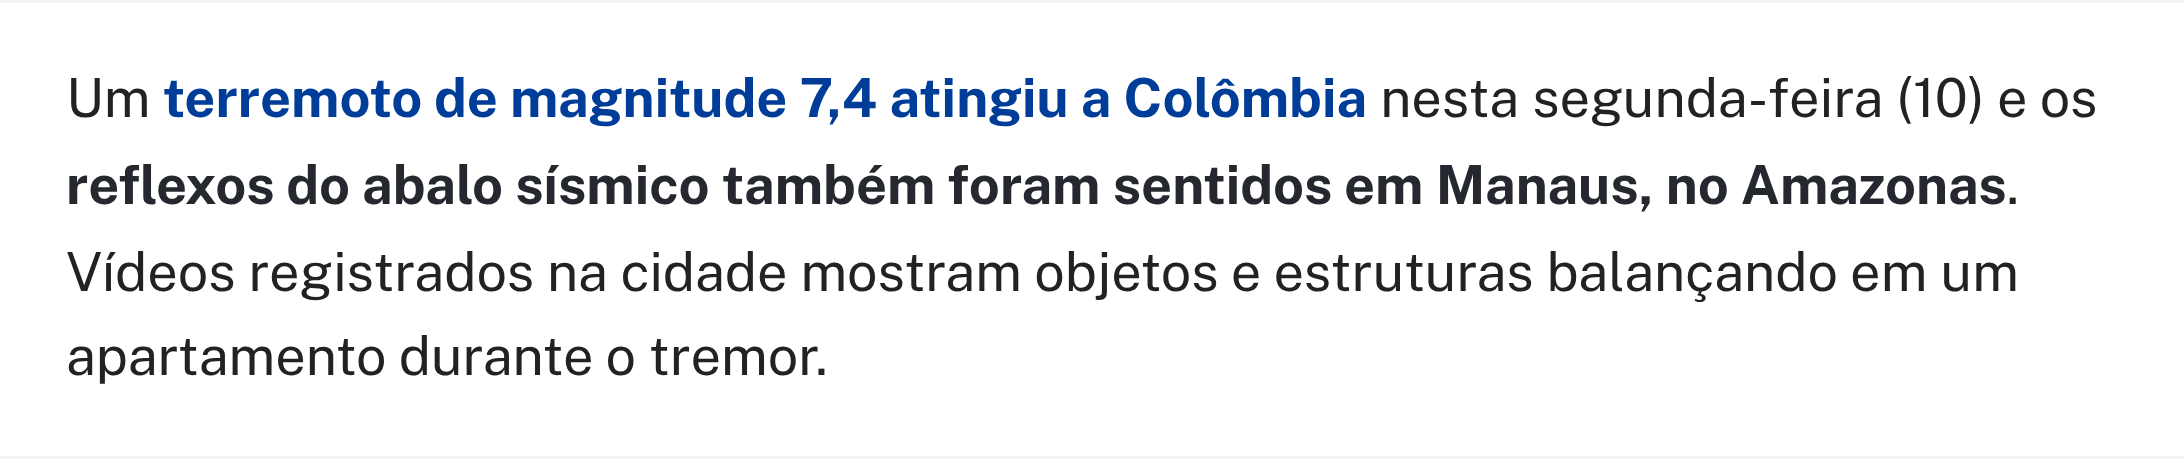 Um terremoto de magnitude 7,4 atingiu a Colômbia nesta segunda-feira (10) e os
reflexos do abalo sísmico também foram sentidos em Manaus, no Amazonas.
Vídeos registrados na cidade mostram objetos e estruturas balançando em um
apartamento durante o tremor.